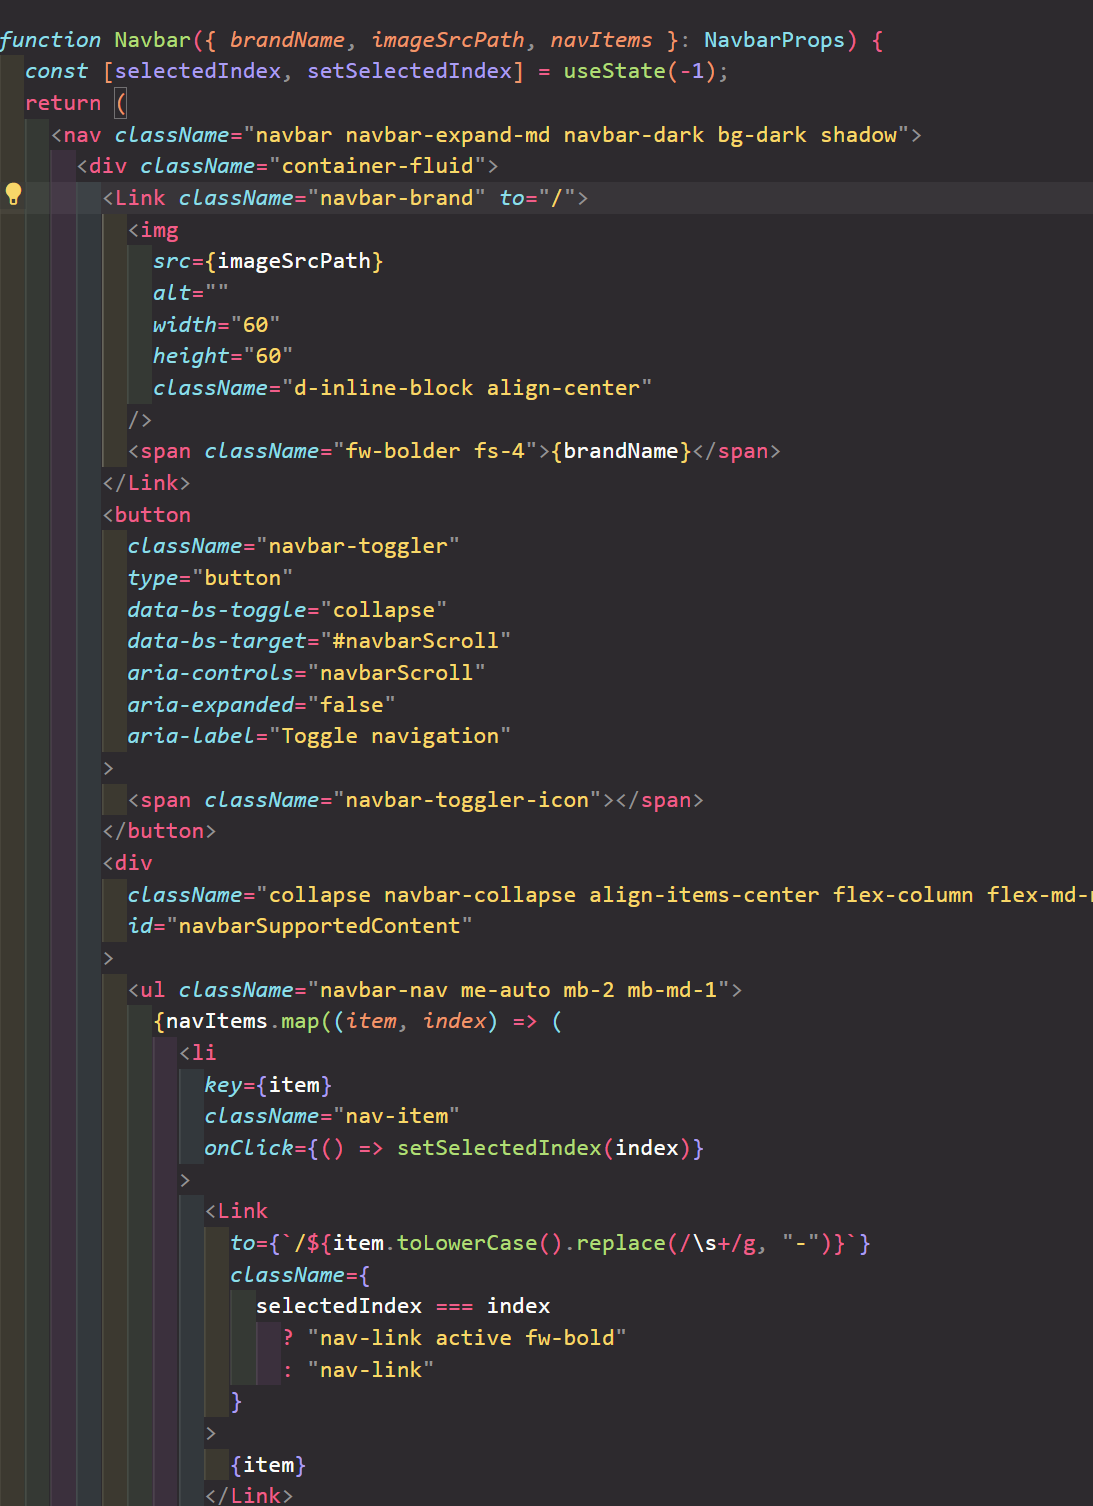 function Navbar({ brandName, imageSrcPath, navItems }: NavbarProps) {
  const [selectedIndex, setSelectedIndex] = useState(-1);
  return (
    <nav className="navbar navbar-expand-md navbar-dark bg-dark shadow">
      <div className="container-fluid">
        <Link className="navbar-brand" to="/">
          <img
            src={imageSrcPath}
            alt=""
            width="60"
            height="60"
            className="d-inline-block align-center"
          />
          <span className="fw-bolder fs-4">{brandName}</span>
        </Link>
        <button
          className="navbar-toggler"
          type="button"
          data-bs-toggle="collapse"
          data-bs-target="#navbarScroll"
          aria-controls="navbarScroll"
          aria-expanded="false"
          aria-label="Toggle navigation"
        >
          <span className="navbar-toggler-icon"></span>
        </button>
        <div
          className="collapse navbar-collapse align-items-center flex-column flex-md-
          id="navbarSupportedContent"
        >
          <ul className="navbar-nav me-auto mb-2 mb-md-1">
            {navItems.map((item, index) => (
              <li
                key={item}
                className="nav-item"
                onClick={() => setSelectedIndex(index)}
              >
                <Link
                  to={`/${item.toLowerCase().replace(/\s+/g, "-")}`}
                  className={
                    selectedIndex === index
                      ? "nav-link active fw-bold"
                      : "nav-link"
                  }
                >
                  {item}
                </Link>